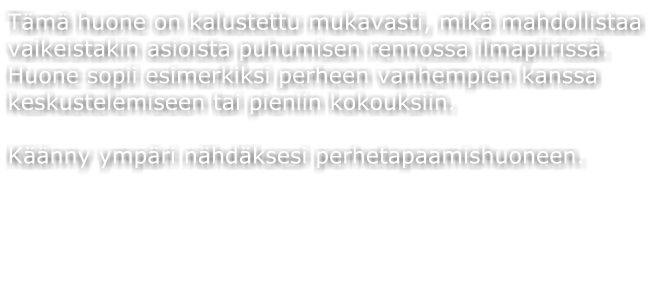 Tämä huone on kalustettu mukavasti, mikä mahdollistaa
vaikeistakin asioista puhumisen rennossa ilmapiirissä.
Huone sopii esimerkiksi perheen vanhempien kanssa
keskustelemiseen tai pieniin kokouksiin.

Käänny ympäri nähdäksesi perhetapaamishuoneen.